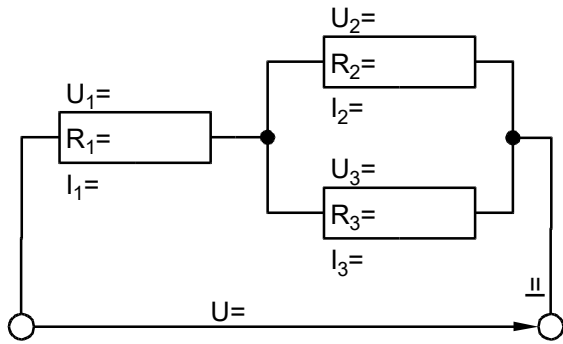 U₂=
R₂=
I₂=
U₁=
R₁=
I₁=
U₃=
R₃=
I₃=
I=
U=